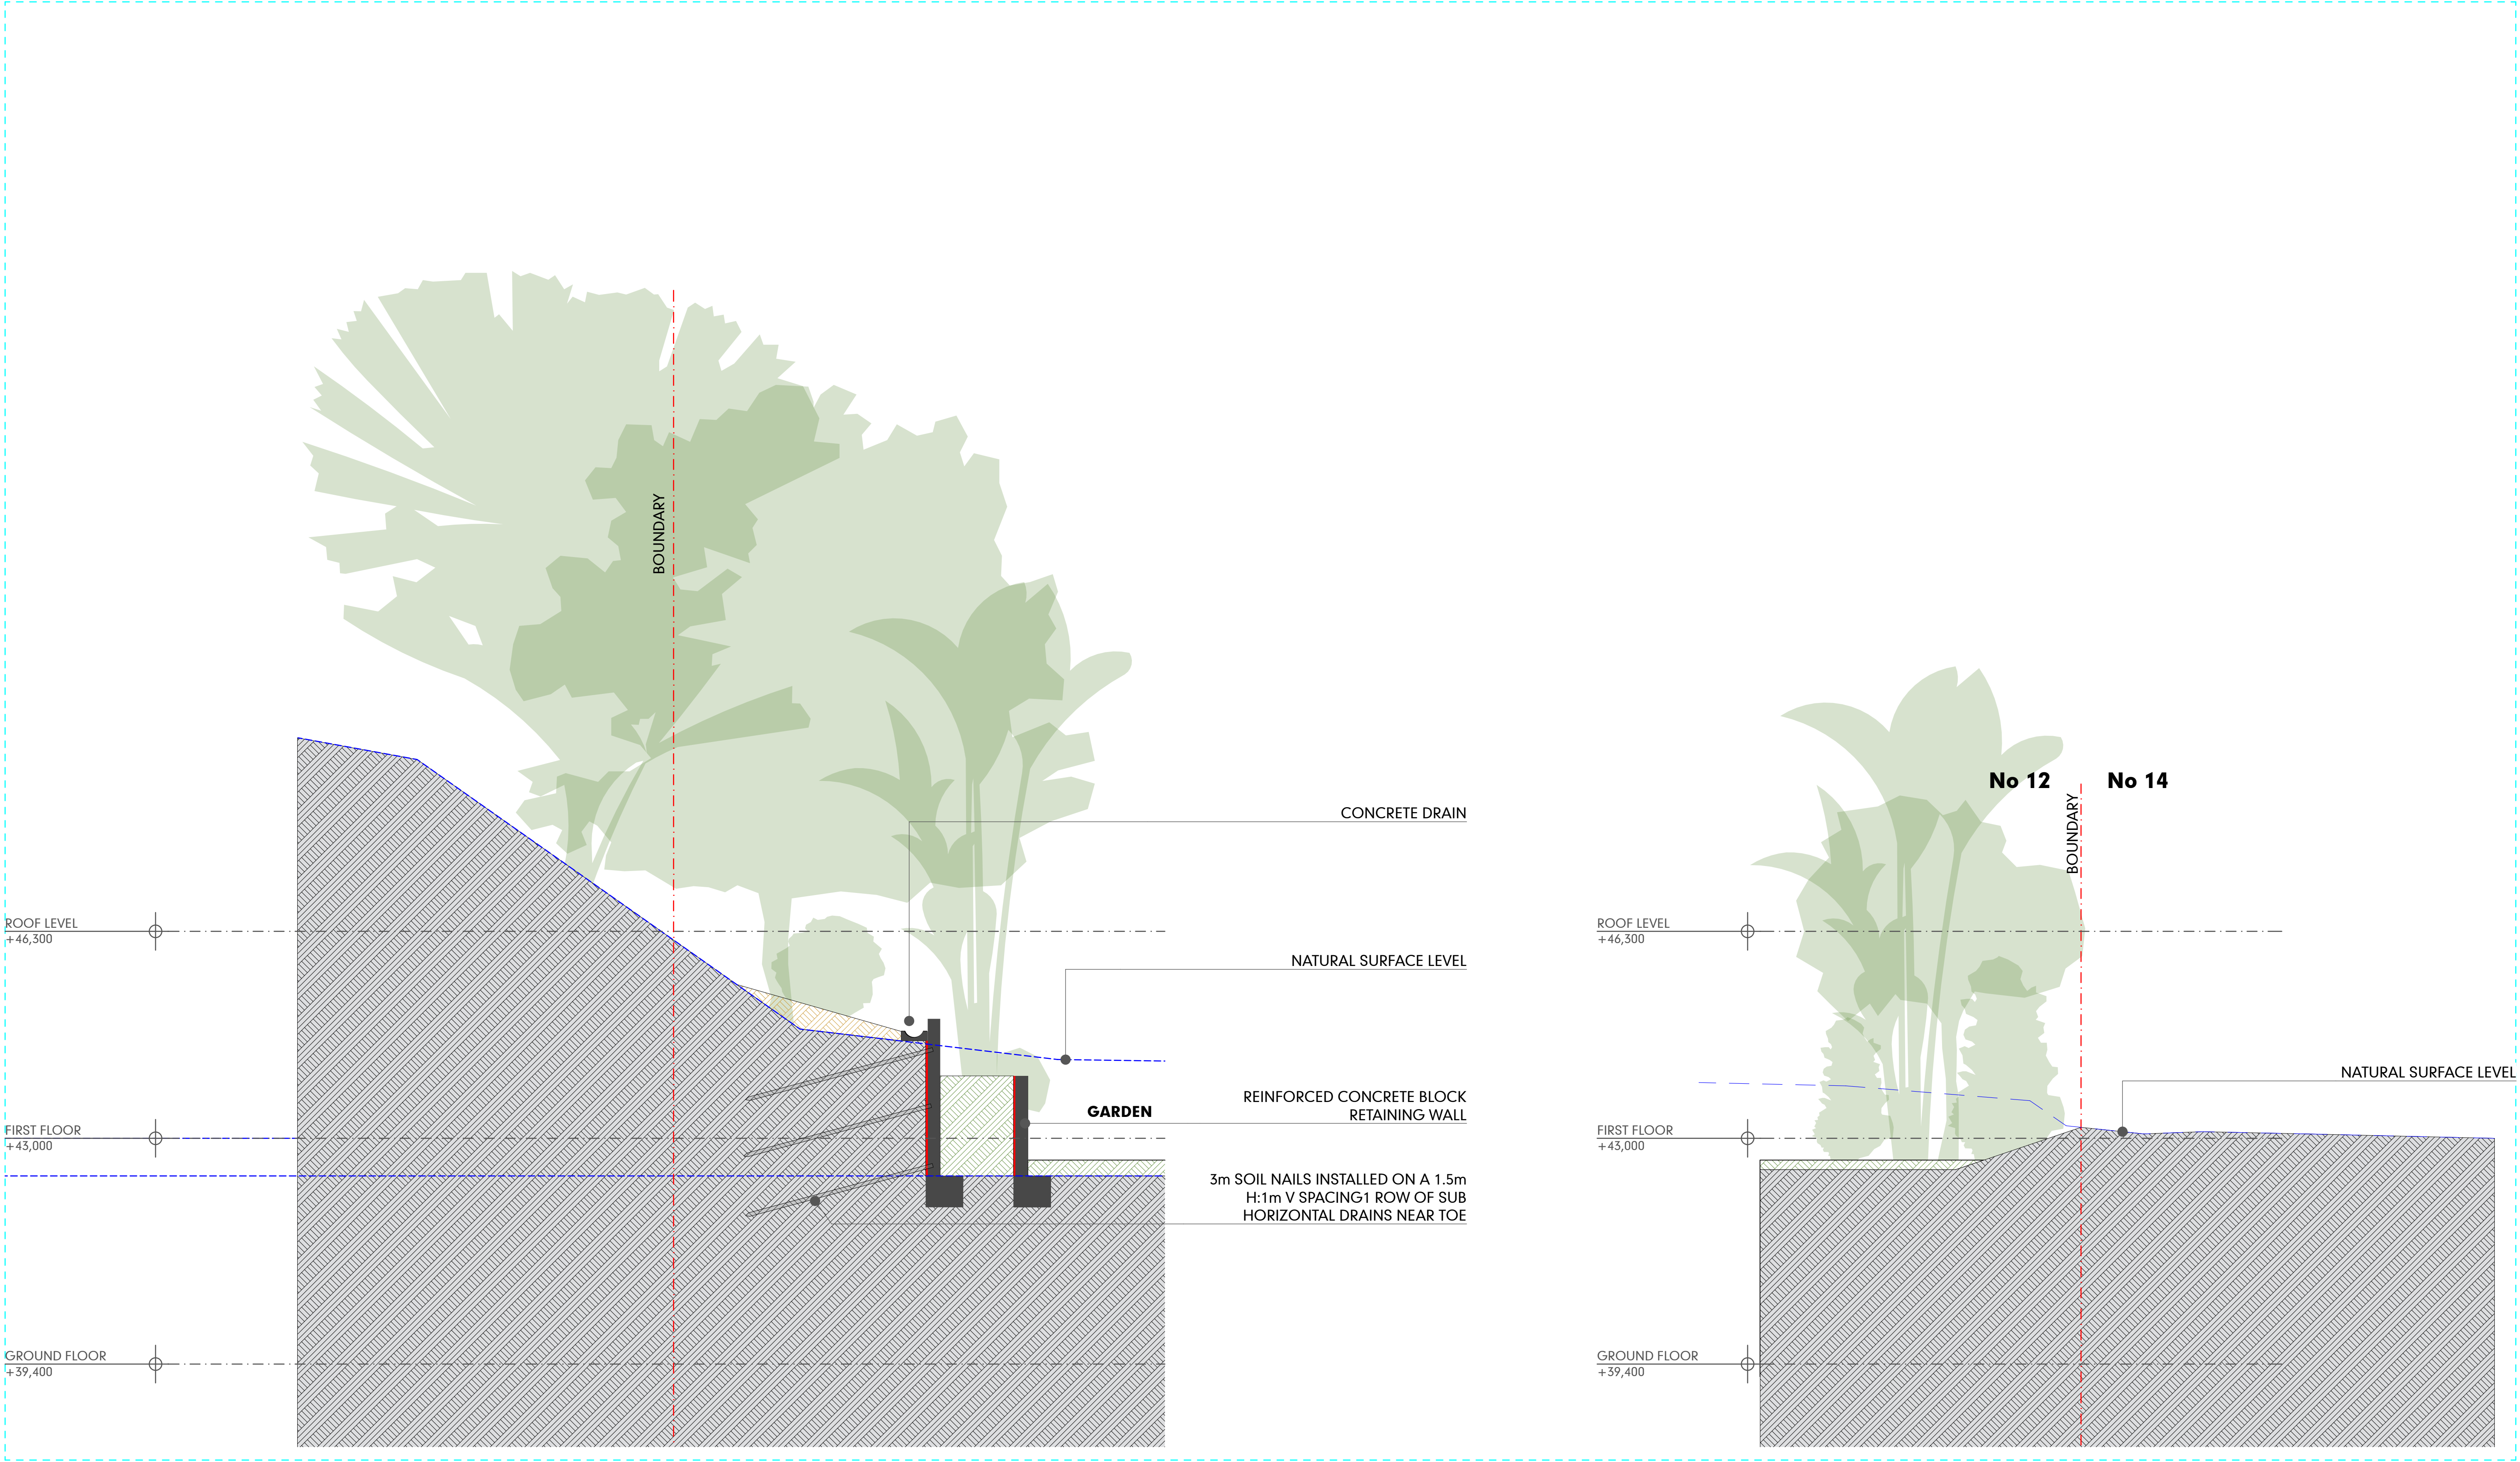 BOUNDARY
CONCRETE DRAIN
ROOF LEVEL
+46,300
NATURAL SURFACE LEVEL
REINFORCED CONCRETE BLOCK
RETAINING WALL
GARDEN
FIRST FLOOR
+43,000
3m SOIL NAILS INSTALLED ON A 1.5m
H:1m V SPACING1 ROW OF SUB
HORIZONTAL DRAINS NEAR TOE
GROUND FLOOR
+39,400
No 12
No 14
BOUNDARY
ROOF LEVEL
+46,300
NATURAL SURFACE LEVEL
FIRST FLOOR
+43,000
GROUND FLOOR
+39,400